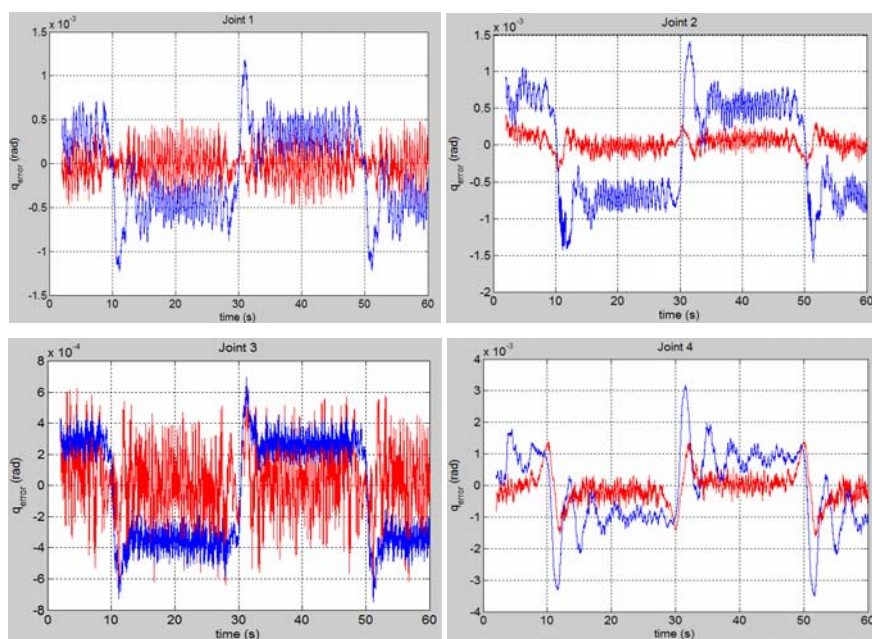 Joint 1
x 10⁻³
1.5
1
0.5
0
-0.5
-1
-1.5
q_error (rad)
0 10 20 30 40 50 60
time (s)
Joint 2
x 10⁻³
1.5
1
0.5
0
-0.5
-1
-1.5
-2
q_error (rad)
0 10 20 30 40 50 60
time (s)
Joint 3
x 10⁻⁴
8
6
4
2
0
-2
-4
-6
-8
q_error (rad)
0 10 20 30 40 50 60
time (s)
Joint 4
x 10⁻³
4
3
2
1
0
-1
-2
-3
-4
q_error (rad)
0 10 20 30 40 50 60
time (s)